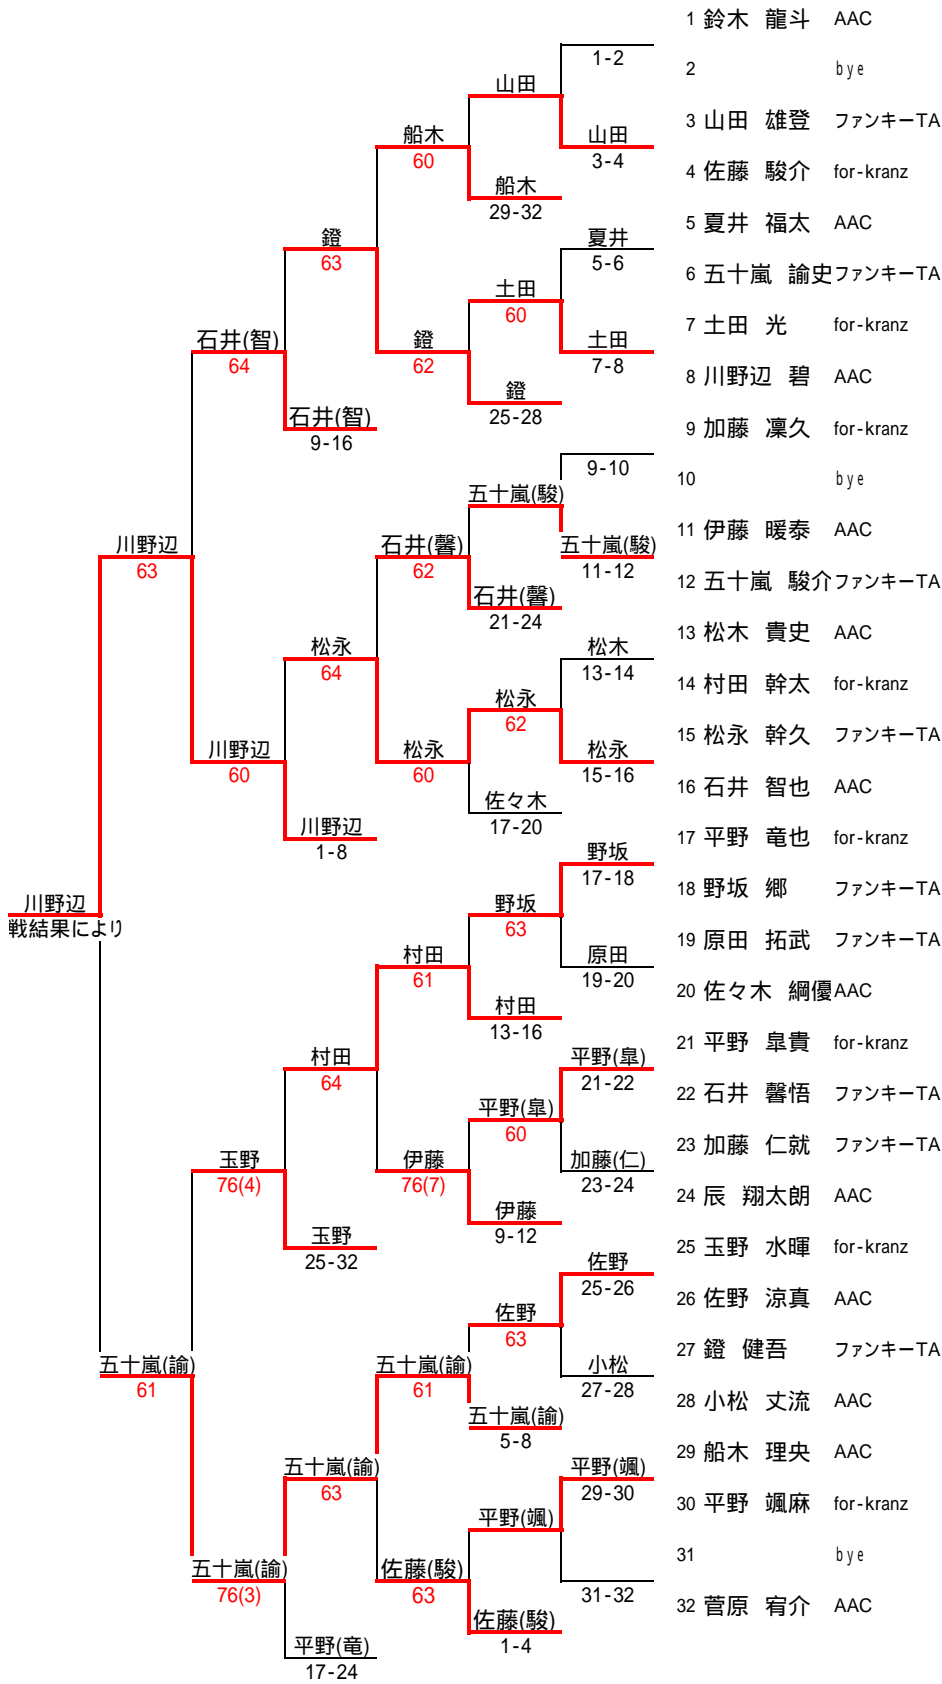 1 鈴木 龍斗 AAC
1-2
2 bye
山田
3 山田 雄登 ファンキーTA
船木
山田
60
3-4
4 佐藤 駿介 for-kranz
船木
29-32
5 夏井 福太 AAC
鐙
夏井
63
5-6
6 五十嵐 諭史 ファンキーTA
土田
60
7 土田 光 for-kranz
石井(智)
鐙
土田
64
62
7-8
8 川野辺 碧 AAC
鐙
石井(智)
25-28
9-16
9 加藤 凜久 for-kranz
9-10
10 bye
五十嵐(駿)
11 伊藤 暖泰 AAC
川野辺
石井(馨)
五十嵐(駿)
63
62
11-12
12 五十嵐 駿介 ファンキーTA
石井(馨)
21-24
13 松木 貴史 AAC
松永
松木
64
13-14
14 村田 幹太 for-kranz
松永
62
15 松永 幹久 ファンキーTA
川野辺
松永
松永
60
60
15-16
16 石井 智也 AAC
佐々木
17-20
川野辺
1-8
17 平野 竜也 for-kranz
野坂
17-18
18 野坂 郷 ファンキーTA
川野辺
戦結果により
野坂
63
19 原田 拓武 ファンキーTA
村田
原田
61
19-20
20 佐々木 綱優 AAC
村田
13-16
21 平野 皐貴 for-kranz
村田
平野(皐)
64
21-22
22 石井 馨悟 ファンキーTA
平野(皐)
60
23 加藤 仁就 ファンキーTA
玉野
伊藤
加藤(仁)
76(4)
76(7)
23-24
24 辰 翔太朗 AAC
伊藤
9-12
玉野
25-32
25 玉野 水暉 for-kranz
佐野
25-26
26 佐野 涼真 AAC
佐野
63
27 鐙 健吾 ファンキーTA
五十嵐(諭)
五十嵐(諭)
小松
61
61
27-28
28 小松 丈流 AAC
五十嵐(諭)
5-8
29 船木 理央 AAC
五十嵐(諭)
平野(颯)
63
29-30
30 平野 颯麻 for-kranz
平野(颯)
31 bye
五十嵐(諭)
佐藤(駿)
76(3)
63
31-32
32 菅原 宥介 AAC
佐藤(駿)
1-4
平野(竜)
17-24